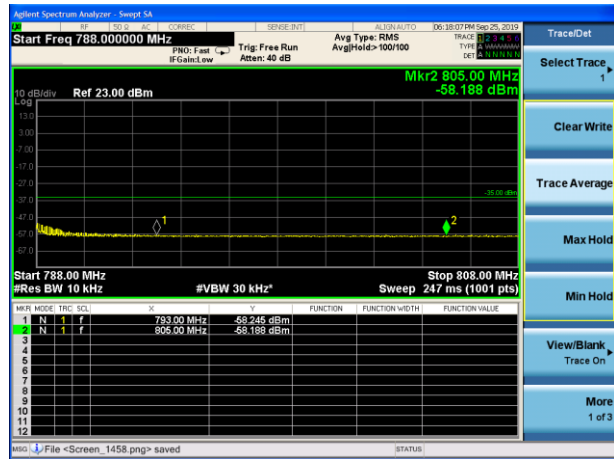 Agilent Spectrum Analyzer - Swept SA
RF 50 Ω AC CORREC SENSE:INT ALIGN AUTO 06:18:07 PM Sep 25, 2019
Start Freq 788.000000 MHz
PNO: Fast
IFGain:Low
Trig: Free Run
Atten: 40 dB
Avg Type: RMS
Avg|Hold:> 100/100
TRACE 1 2 3 4 5 6
TYPE A WWWWW
DET A N N N N N
Mkr2 805.00 MHz
-58.188 dBm
10 dB/div Ref 23.00 dBm
Log
13.0
3.00
-7.00
-17.0
-27.0
-35.00 dBm
-37.0
-47.0
-57.0
-67.0
1
2
Start 788.00 MHz Stop 808.00 MHz
#Res BW 10 kHz #VBW 30 kHz* Sweep 247 ms (1001 pts)
MKR MODE TRC SCL X Y FUNCTION FUNCTION WIDTH FUNCTION VALUE
1 N 1 f 793.00 MHz -58.245 dBm
2 N 1 f 805.00 MHz -58.188 dBm
3
4
5
6
7
8
9
10
11
12
MSG File <Screen_1458.png> saved STATUS
Trace/Det
Select Trace
1
Clear Write
Trace Average
Max Hold
Min Hold
View/Blank
Trace On
More
1 of 3